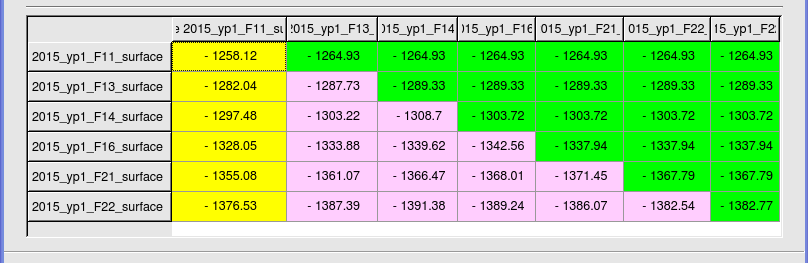 e 2015_yp1_F11_su 2015_yp1_F13_ 015_yp1_F14 015_yp1_F16 015_yp1_F21_ 015_yp1_F22_ 15_yp1_F2
2015_yp1_F11_surface - 1258.12 - 1264.93 - 1264.93 - 1264.93 - 1264.93 - 1264.93 - 1264.93
2015_yp1_F13_surface - 1282.04 - 1287.73 - 1289.33 - 1289.33 - 1289.33 - 1289.33 - 1289.33
2015_yp1_F14_surface - 1297.48 - 1303.22 - 1308.7 - 1303.72 - 1303.72 - 1303.72 - 1303.72
2015_yp1_F16_surface - 1328.05 - 1333.88 - 1339.62 - 1342.56 - 1337.94 - 1337.94 - 1337.94
2015_yp1_F21_surface - 1355.08 - 1361.07 - 1366.47 - 1368.01 - 1371.45 - 1367.79 - 1367.79
2015_yp1_F22_surface - 1376.53 - 1387.39 - 1391.38 - 1389.24 - 1386.07 - 1382.54 - 1382.77